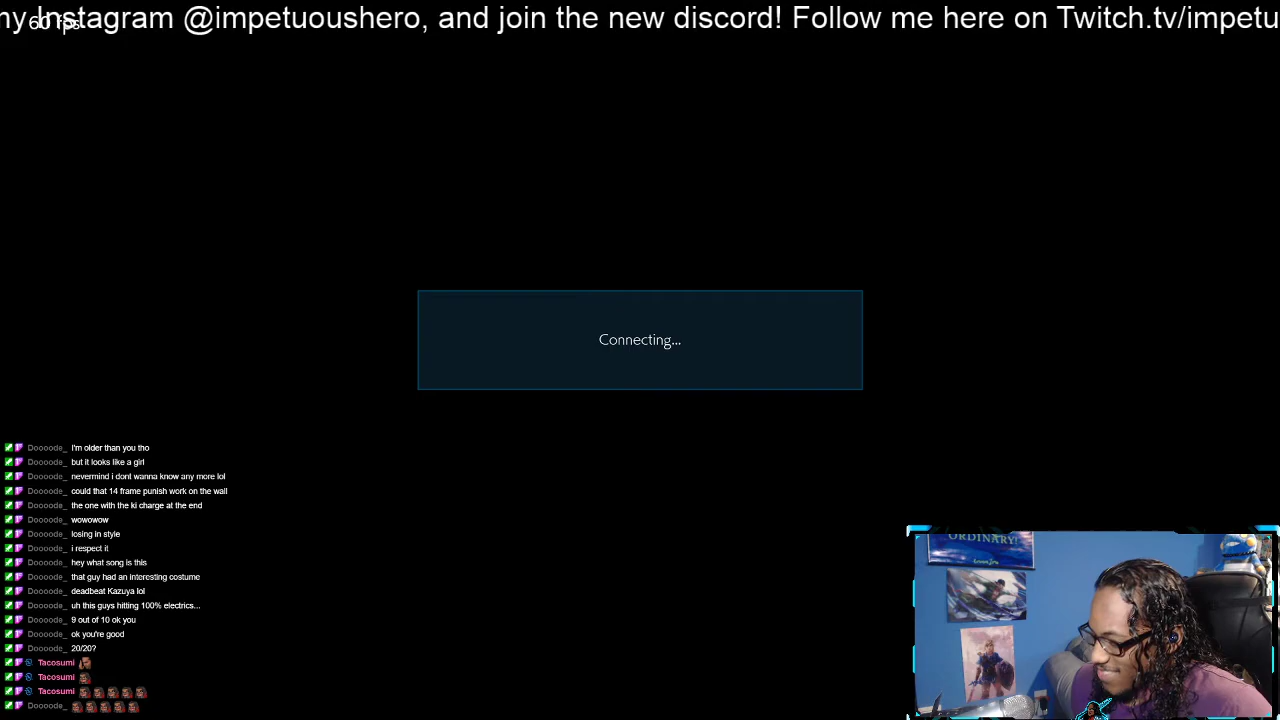 my Instagram @impetuoushero, and join the new discord! Follow me here on Twitch.tv/impetu
60 fps
Connecting...
Doooode_ I'm older than you tho
Doooode_ but it looks like a girl
Doooode_ nevermind i dont wanna know any more lol
Doooode_ could that 14 frame punish work on the wall
Doooode_ the one with the ki charge at the end
Doooode_ wowowow
Doooode_ losing in style
Doooode_ i respect it
Doooode_ hey what song is this
Doooode_ that guy had an interesting costume
Doooode_ deadbeat Kazuya lol
Doooode_ uh this guys hitting 100% electrics...
Doooode_ 9 out of 10 ok you
Doooode_ ok you're good
Doooode_ 20/20?
Tacosumi
Tacosumi
Tacosumi
Doooode_
ORDINARY!